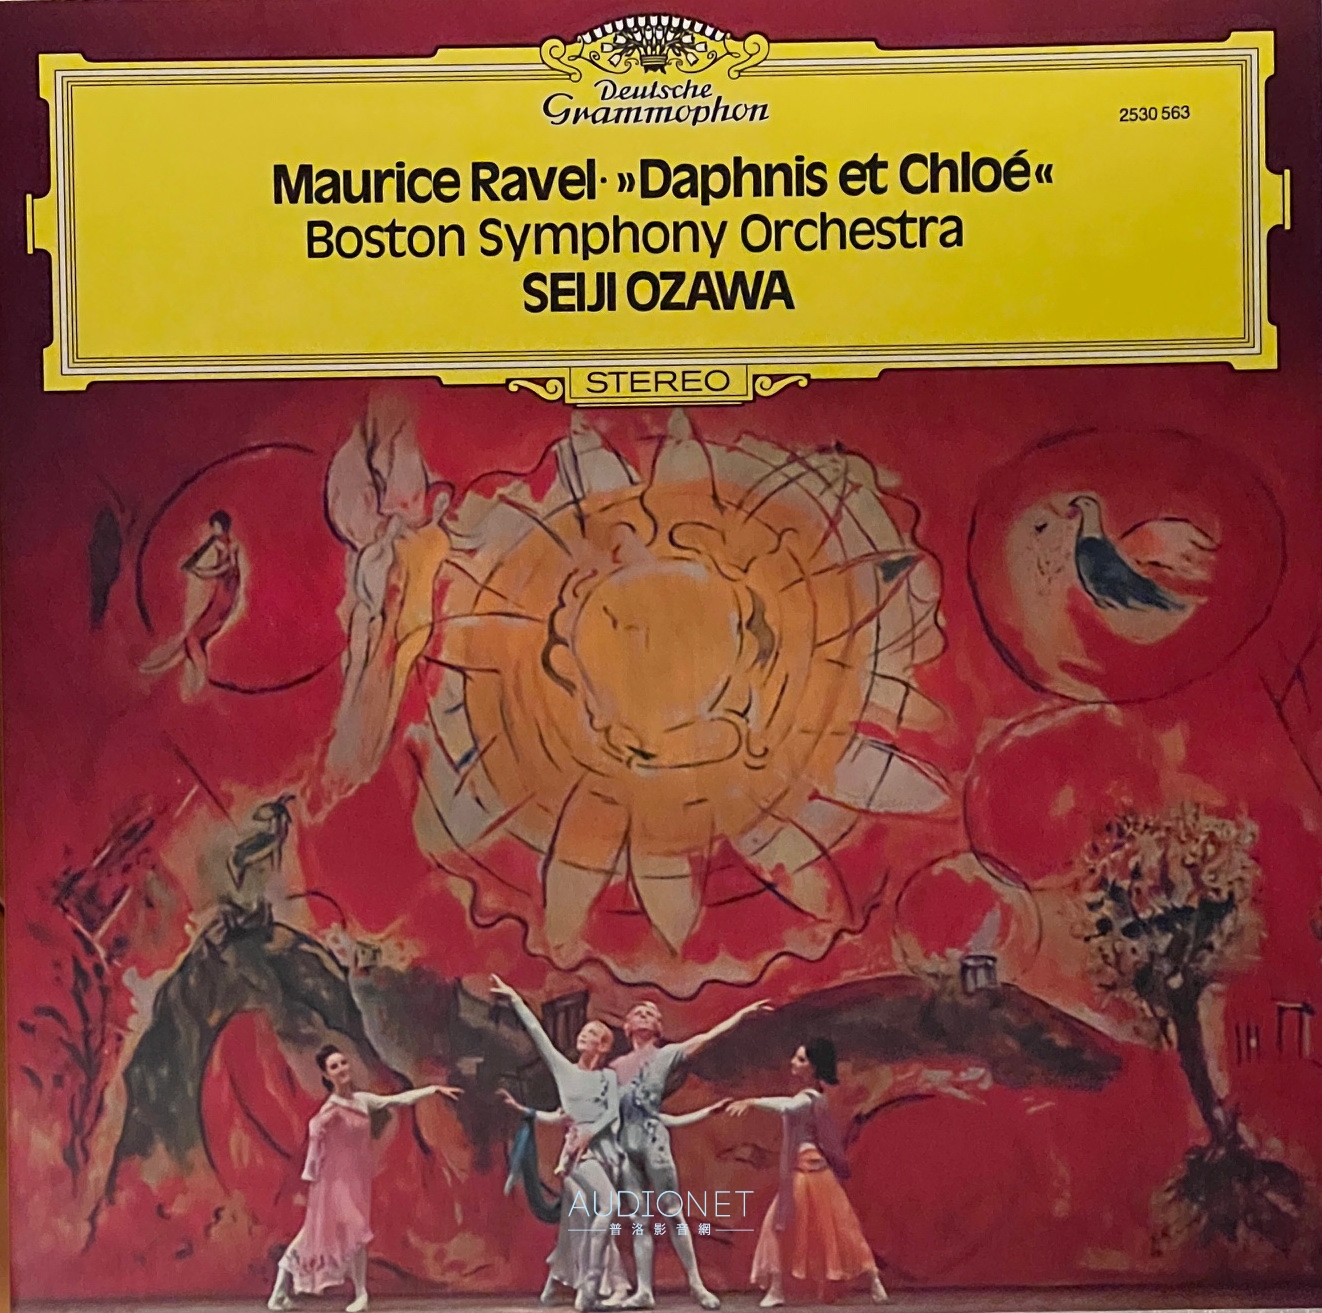 Deutsche
Grammophon
2530 563
Maurice Ravel · »Daphnis et Chloé«
Boston Symphony Orchestra
SEIJI OZAWA
STEREO
AUDIONET
普洛影音網